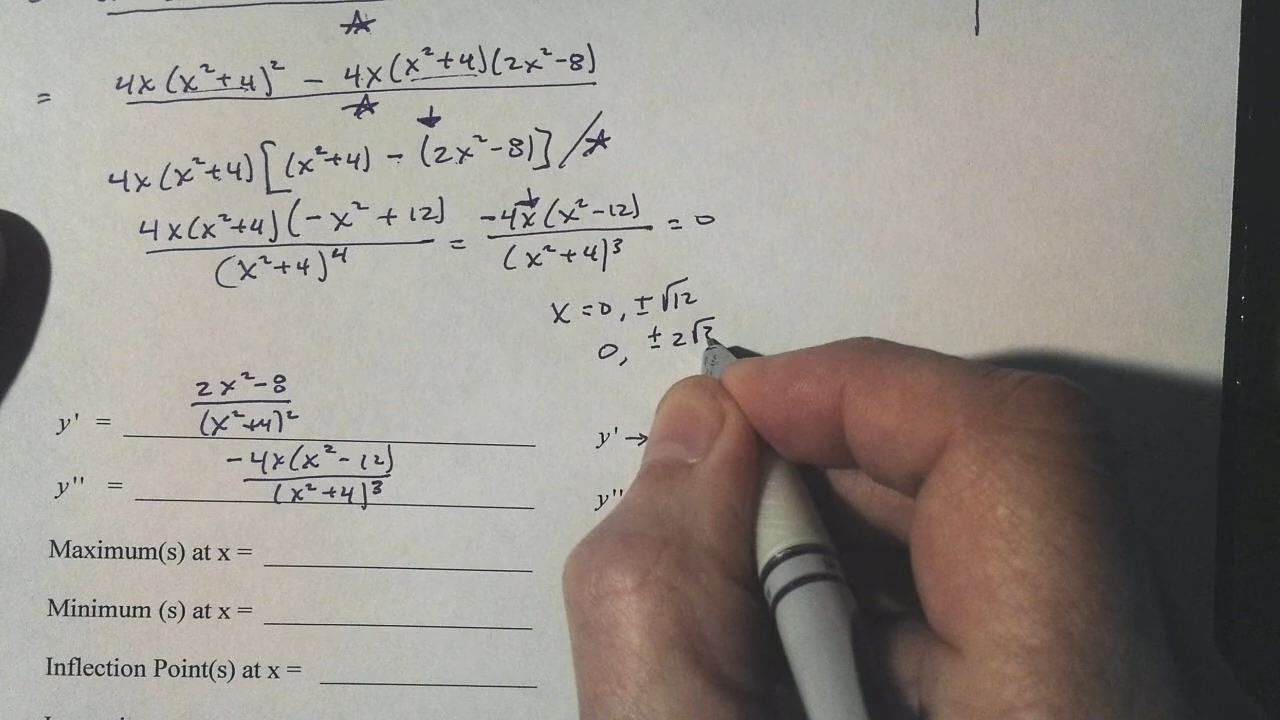 ☆
= 4x(x²+4)² - 4x(x²+4)(2x²-8)
☆
4x(x²+4)[(x²+4) - (2x²-8)]/☆
4x(x²+4)(-x²+12) / (x²+4)⁴ = -4x(x²-12) / (x²+4)³ = 0
x = 0, ±√12
0, ±2√3
y' = 2x²-8 / (x²+4)² y' →
y'' = -4x(x²-12) / (x²+4)³ y''
Maximum(s) at x =
Minimum (s) at x =
Inflection Point(s) at x =